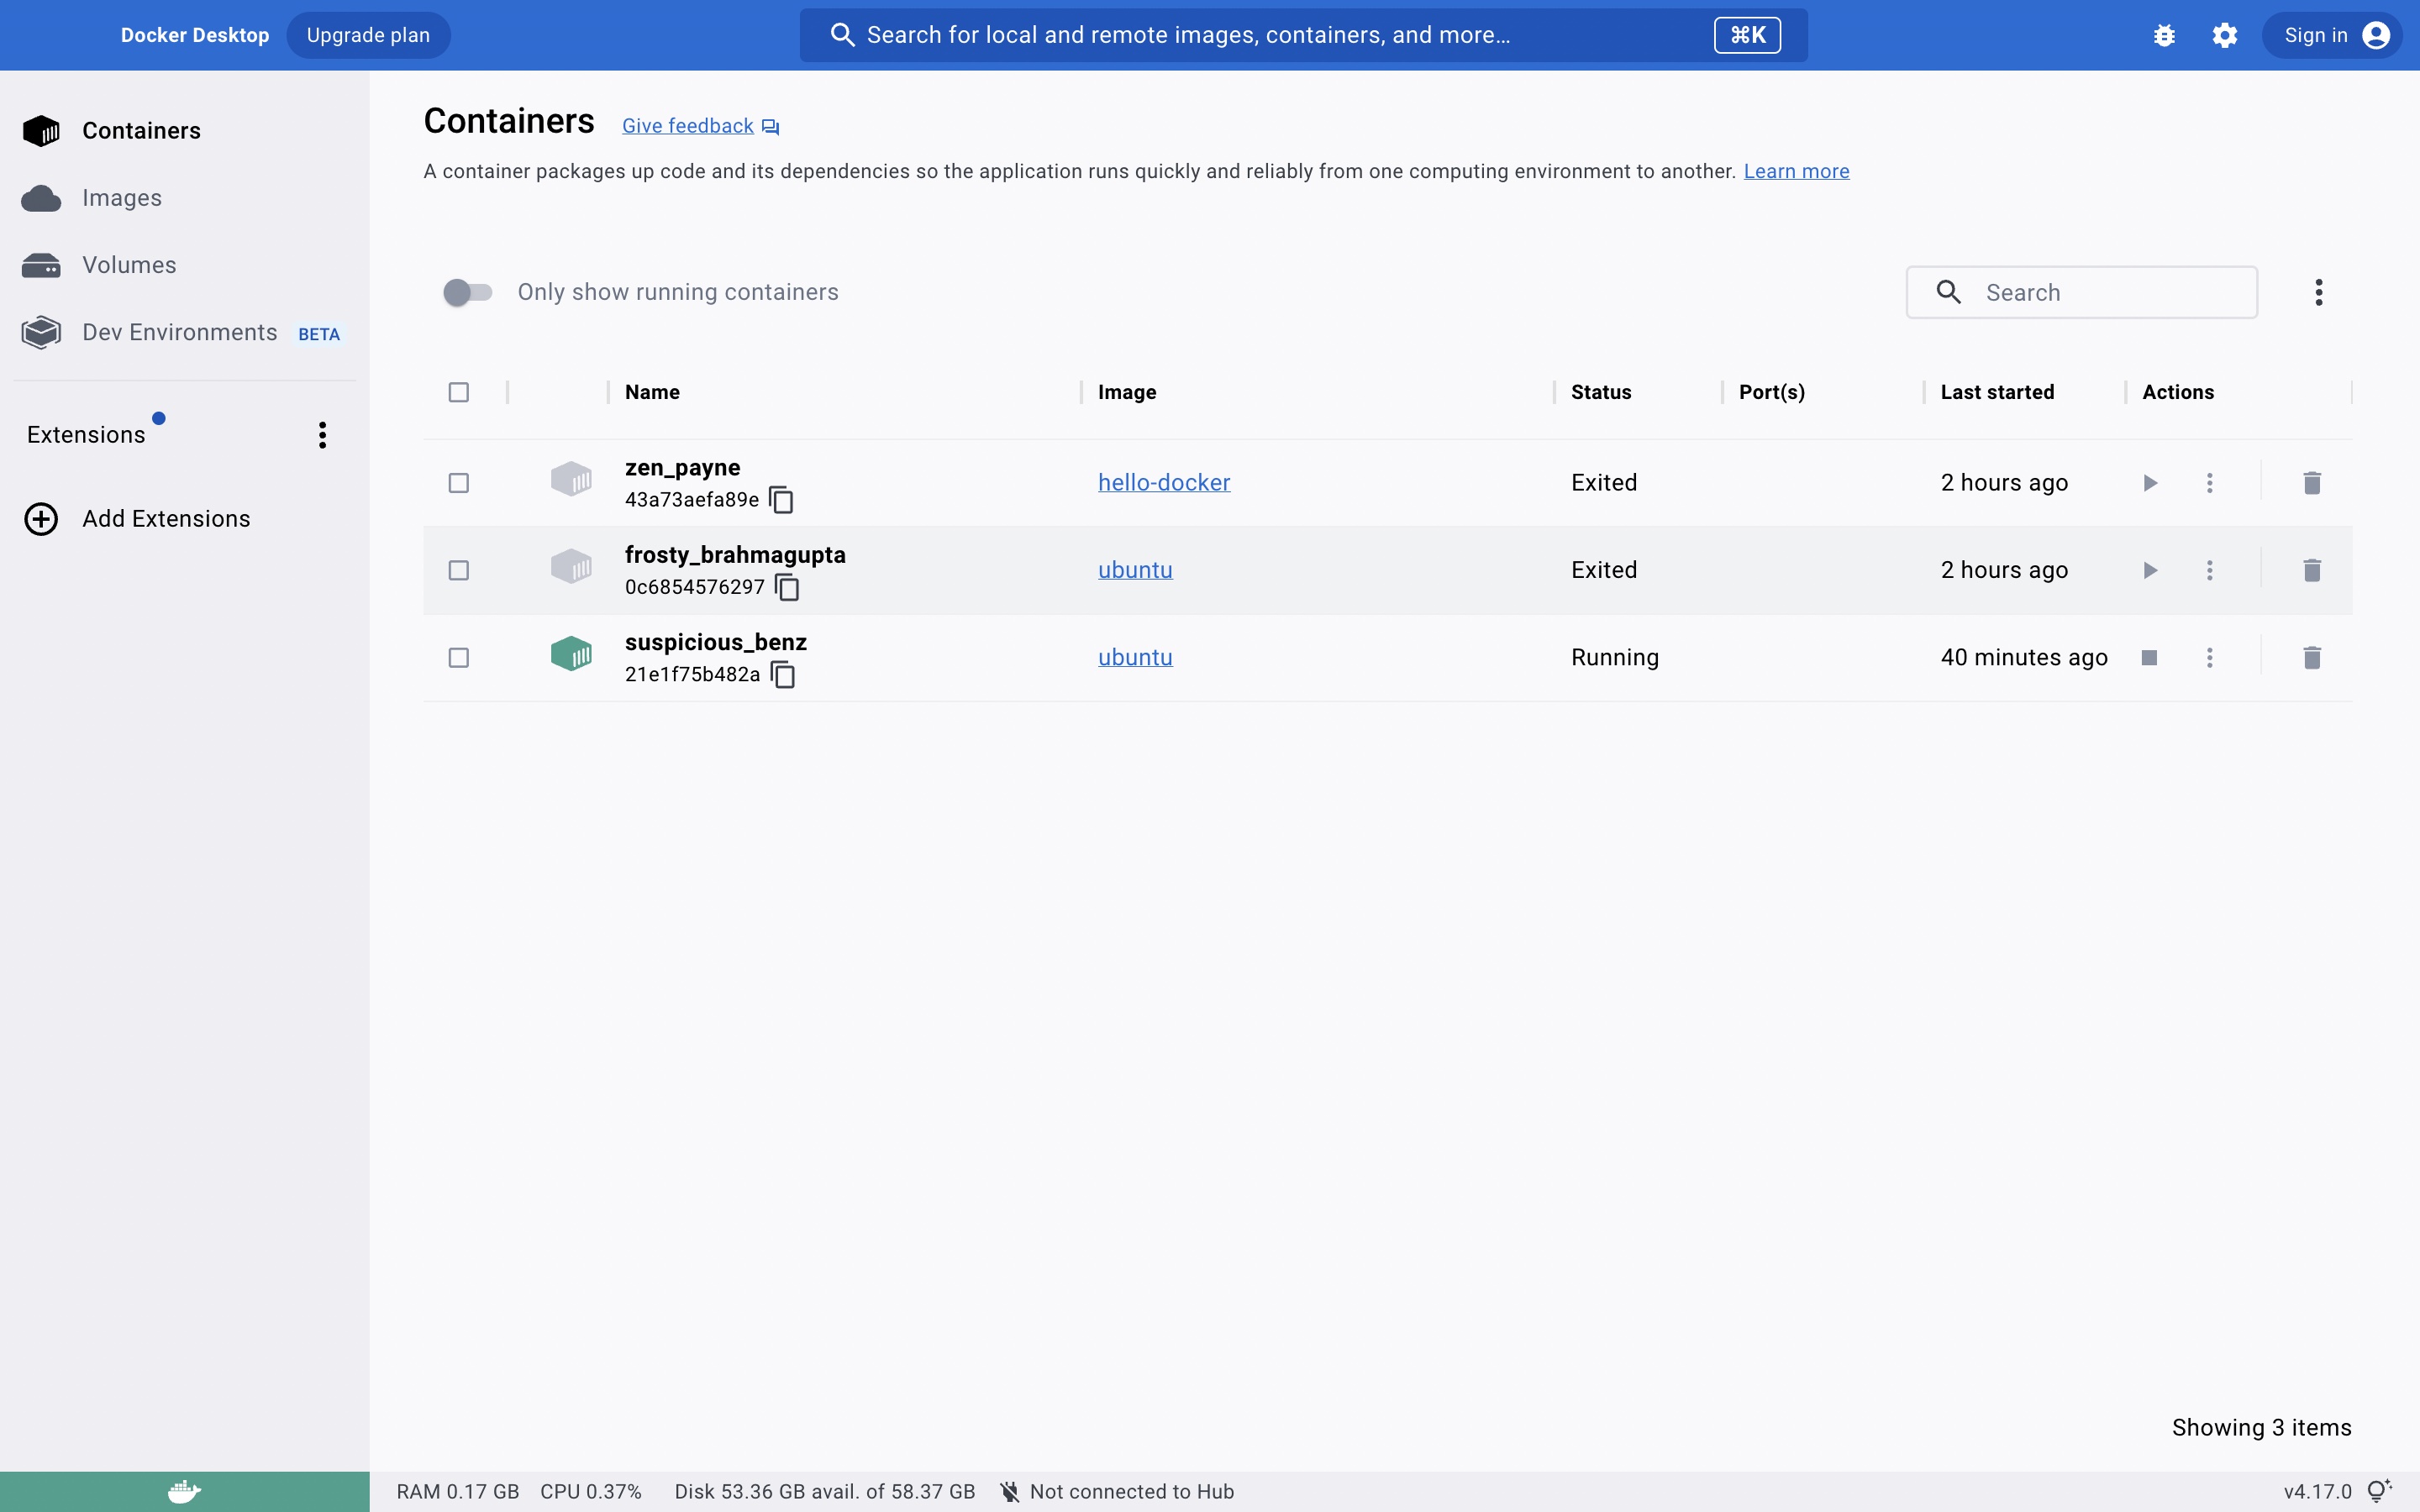 Docker Desktop Upgrade plan Search for local and remote images, containers, and more... ⌘K Sign in
Containers
Images
Volumes
Dev Environments BETA
Extensions
Add Extensions
Containers Give feedback
A container packages up code and its dependencies so the application runs quickly and reliably from one computing environment to another. Learn more
Only show running containers Search
Name Image Status Port(s) Last started Actions
zen_payne
43a73aefa89e hello-docker Exited 2 hours ago
frosty_brahmagupta
0c6854576297 ubuntu Exited 2 hours ago
suspicious_benz
21e1f75b482a ubuntu Running 40 minutes ago
Showing 3 items
RAM 0.17 GB CPU 0.37% Disk 53.36 GB avail. of 58.37 GB Not connected to Hub v4.17.0